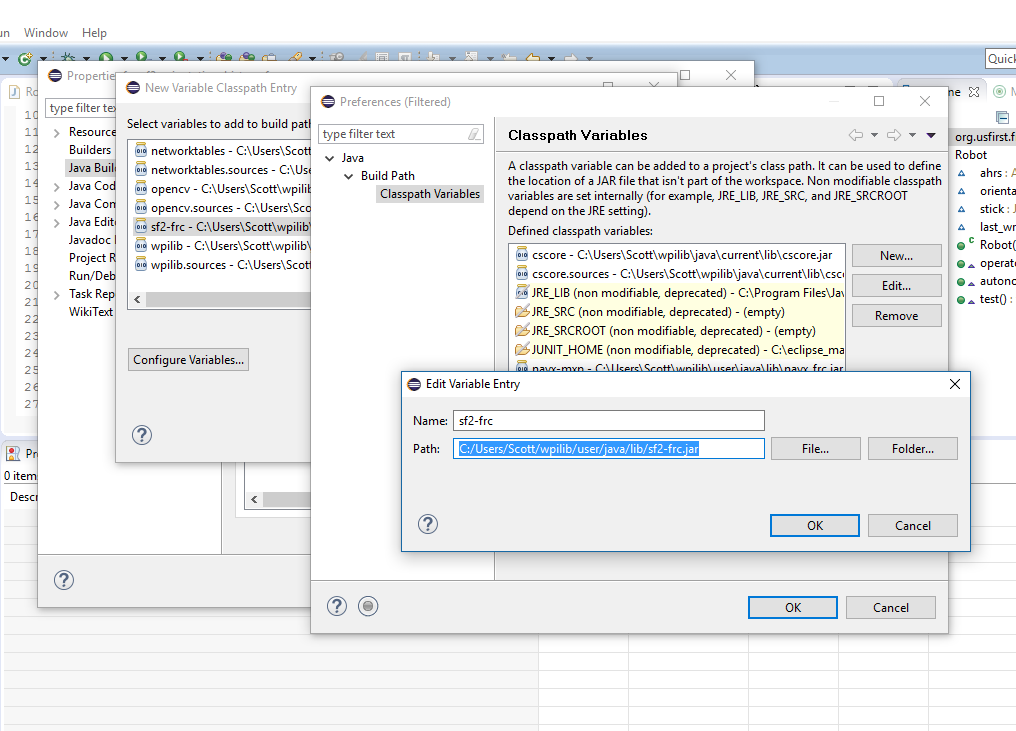 Window Help
Quick
Properties
New Variable Classpath Entry
Preferences (Filtered)
type filter text
Resource
Builders
Java Buil
Java Cod
Java Con
Java Edit
Javadoc
Project R
Run/Deb
Task Rep
WikiText
Select variables to add to build path
networktables - C:\Users\Scott
networktables.sources - C:\Users
opencv - C:\Users\Scott\wpilib
opencv.sources - C:\Users\Sco
sf2-frc - C:\Users\Scott\wpilib\
wpilib - C:\Users\Scott\wpilib\
wpilib.sources - C:\Users\Scott
Configure Variables...
type filter text
Java
Build Path
Classpath Variables
Classpath Variables
A classpath variable can be added to a project's class path. It can be used to define
the location of a JAR file that isn't part of the workspace. Non modifiable classpath
variables are set internally (for example, JRE_LIB, JRE_SRC, and JRE_SRCROOT
depend on the JRE setting).
Defined classpath variables:
cscore - C:\Users\Scott\wpilib\java\current\lib\cscore.jar
cscore.sources - C:\Users\Scott\wpilib\java\current\lib\csc
JRE_LIB (non modifiable, deprecated) - C:\Program Files\Jav
JRE_SRC (non modifiable, deprecated) - (empty)
JRE_SRCROOT (non modifiable, deprecated) - (empty)
JUNIT_HOME (non modifiable, deprecated) - C:\eclipse_ma
navx-mxp - C:\Users\Scott\wpilib\user\java\lib\navx_frc.jar
New...
Edit...
Remove
Edit Variable Entry
Name: sf2-frc
Path: C:/Users/Scott/wpilib/user/java/lib/sf2-frc.jar File... Folder...
OK Cancel
OK Cancel
org.usfirst.f
Robot
ahrs : A
orienta
stick :
last_wr
Robot(
operato
autono
test() :
10
11
12
13
14
15
16
17
18
19
20
21
22
23
24
25
26
27
0 item
Descr